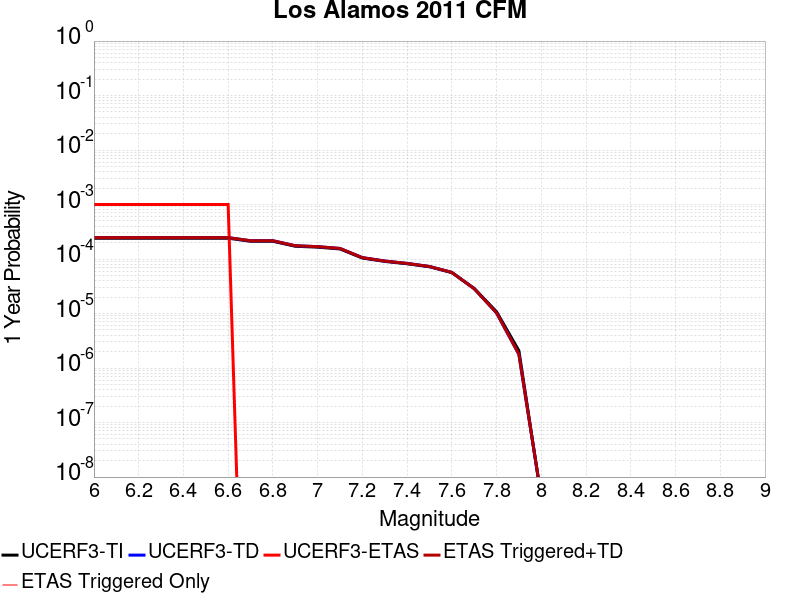 Los Alamos 2011 CFM
10^0
10^-1
10^-2
10^-3
10^-4
10^-5
10^-6
10^-7
10^-8
1 Year Probability
6 6.2 6.4 6.6 6.8 7 7.2 7.4 7.6 7.8 8 8.2 8.4 8.6 8.8 9
Magnitude
UCERF3-TI UCERF3-TD UCERF3-ETAS ETAS Triggered+TD
ETAS Triggered Only